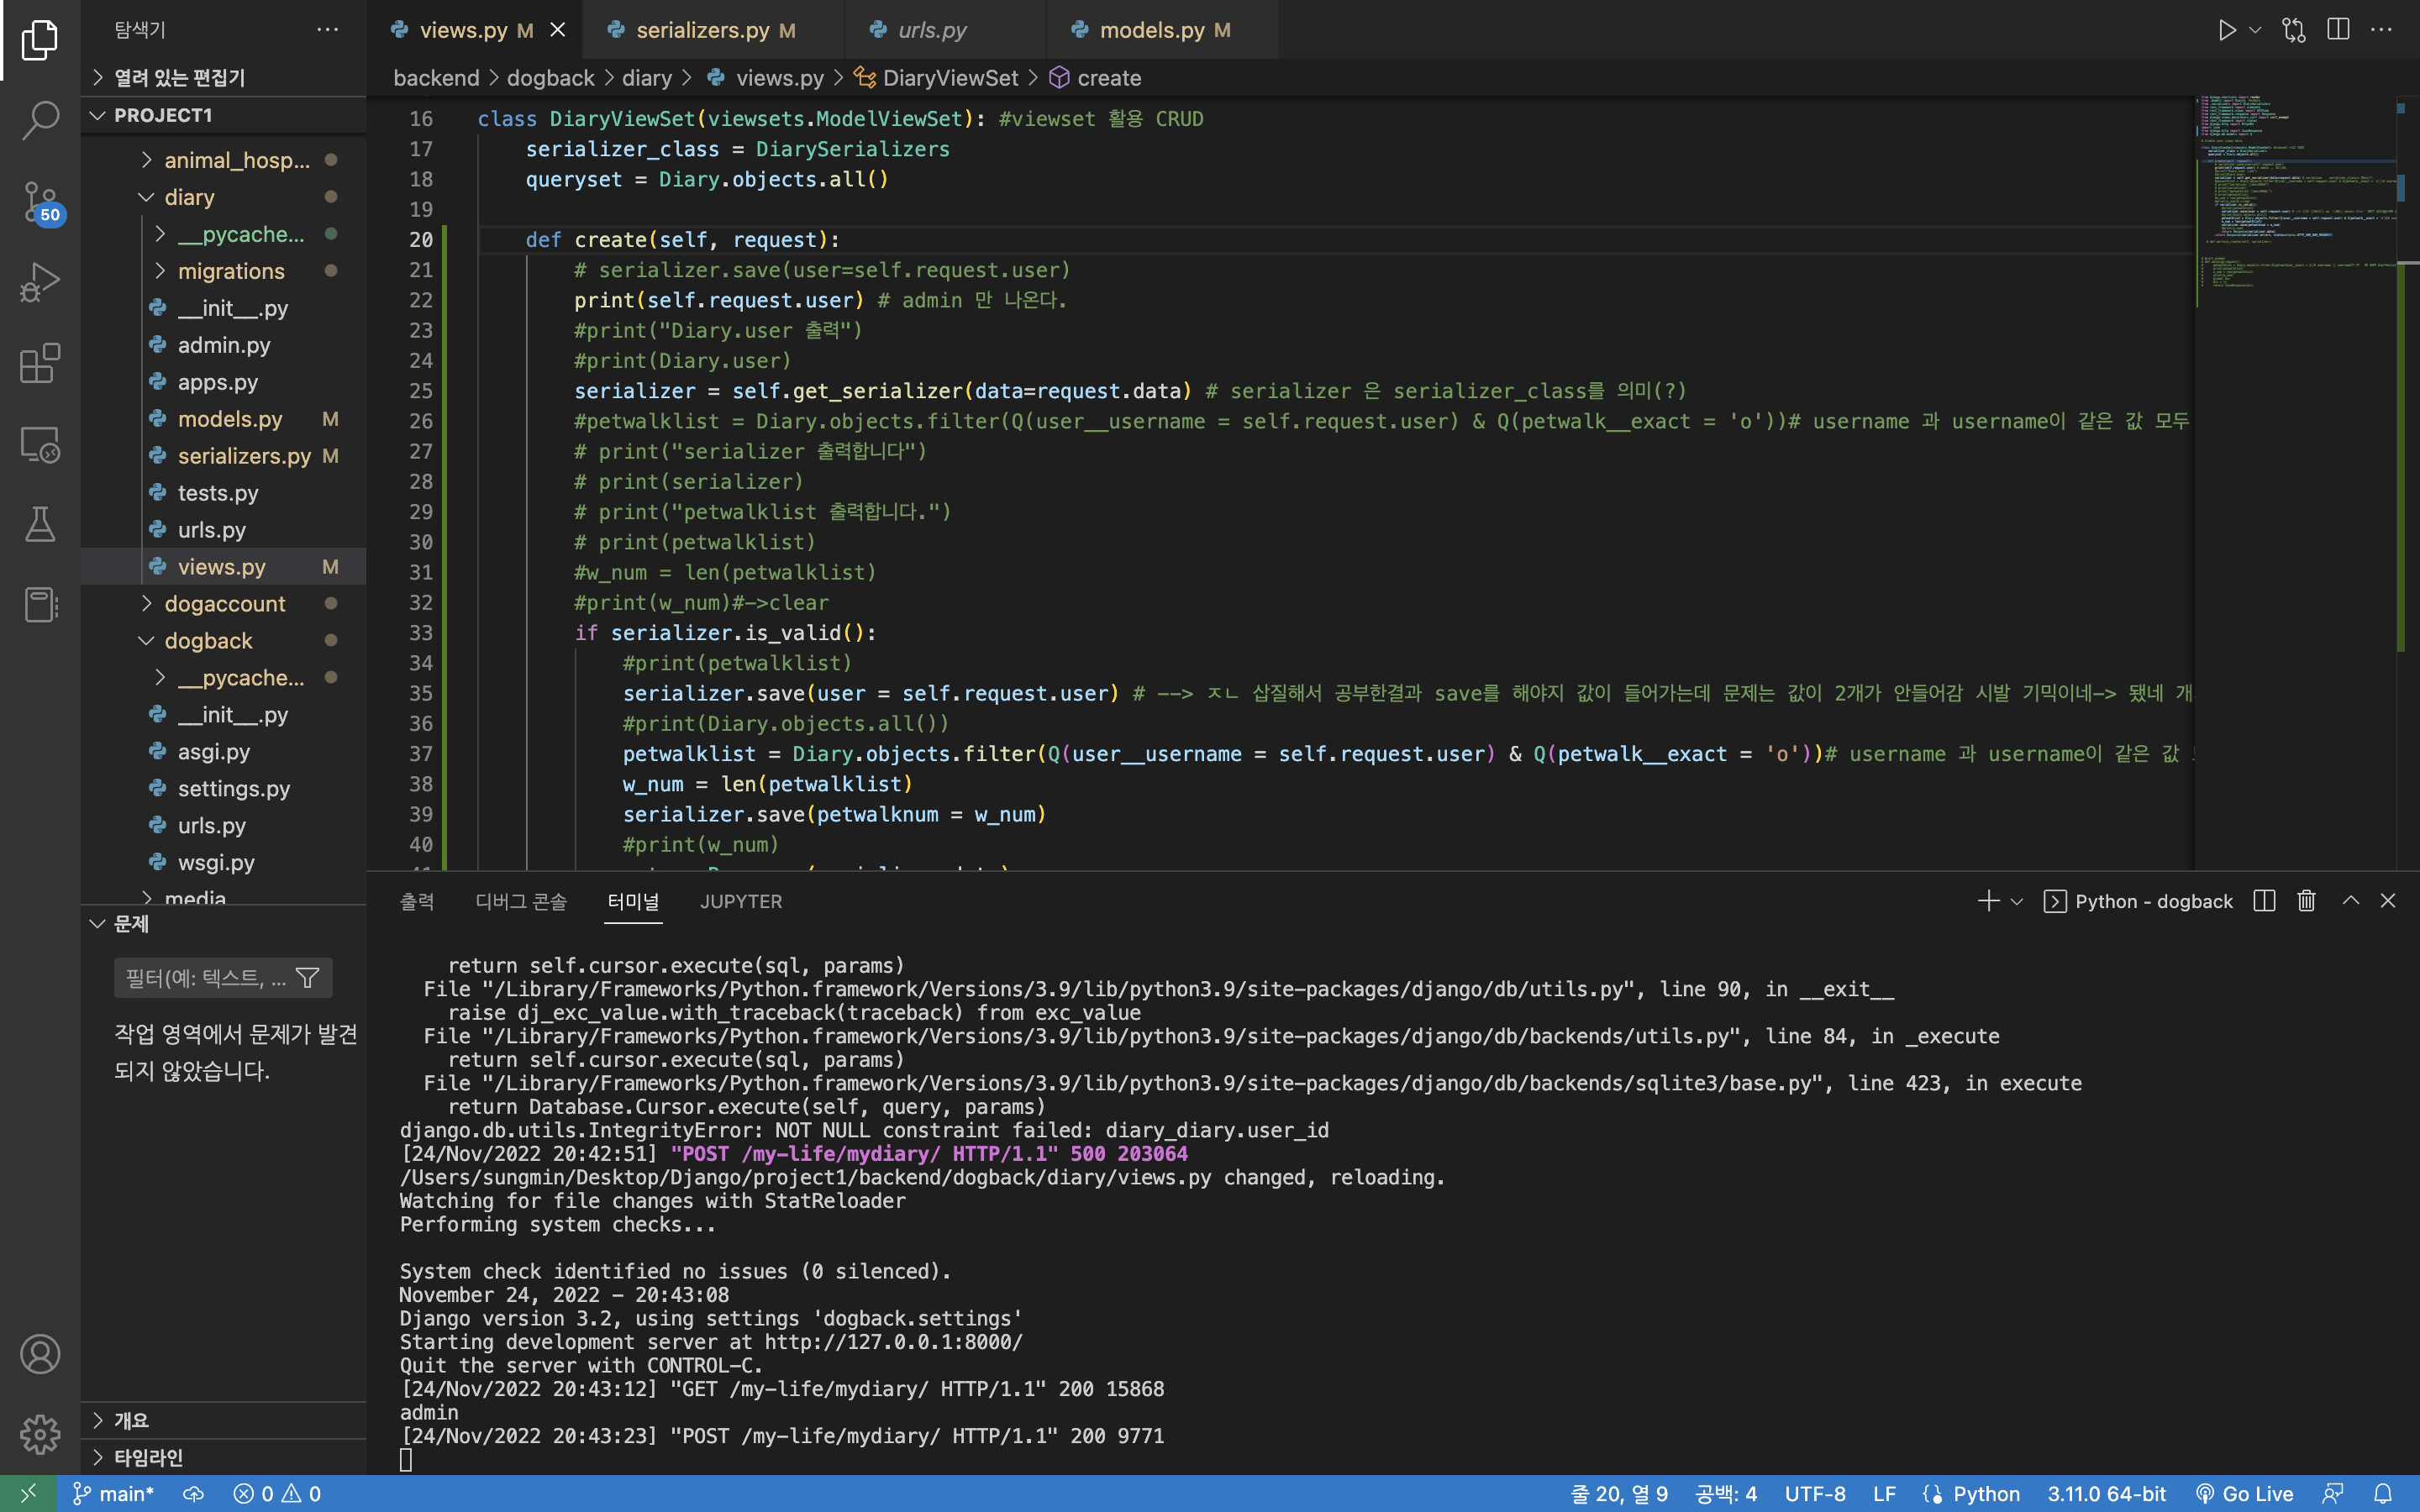 탐색기
views.py M
serializers.py M
urls.py
models.py M
열려 있는 편집기
backend > dogback > diary > views.py > DiaryViewSet > create
PROJECT1
animal_hosp...
diary
__pycache...
migrations
__init__.py
admin.py
apps.py
models.py M
serializers.py M
tests.py
urls.py
views.py M
dogaccount
dogback
__pycache...
__init__.py
asgi.py
settings.py
urls.py
wsgi.py
media
50
16 class DiaryViewSet(viewsets.ModelViewSet): #viewset 활용 CRUD
17 serializer_class = DiarySerializers
18 queryset = Diary.objects.all()
19
20 def create(self, request):
21 # serializer.save(user=self.request.user)
22 print(self.request.user) # admin 만 나온다.
23 #print("Diary.user 출력")
24 #print(Diary.user)
25 serializer = self.get_serializer(data=request.data) # serializer 은 serializer_class를 의미(?)
26 #petwalklist = Diary.objects.filter(Q(user__username = self.request.user) & Q(petwalk__exact = 'o'))# username 과 username이 같은 값 모두
27 # print("serializer 출력합니다")
28 # print(serializer)
29 # print("petwalklist 출력합니다.")
30 # print(petwalklist)
31 #w_num = len(petwalklist)
32 #print(w_num)#->clear
33 if serializer.is_valid():
34 #print(petwalklist)
35 serializer.save(user = self.request.user) # --> ㅈㄴ 삽질해서 공부한결과 save를 해야지 값이 들어가는데 문제는 값이 2개가 안들어감 시발 기믹이네-> 됐네 개
36 #print(Diary.objects.all())
37 petwalklist = Diary.objects.filter(Q(user__username = self.request.user) & Q(petwalk__exact = 'o'))# username 과 username이 같은 값
38 w_num = len(petwalklist)
39 serializer.save(petwalknum = w_num)
40 #print(w_num)
문제
필터(예: 텍스트, ...
작업 영역에서 문제가 발견
되지 않았습니다.
개요
타임라인
출력 디버그 콘솔 터미널 JUPYTER
Python - dogback
return self.cursor.execute(sql, params)
File "/Library/Frameworks/Python.framework/Versions/3.9/lib/python3.9/site-packages/django/db/utils.py", line 90, in __exit__
raise dj_exc_value.with_traceback(traceback) from exc_value
File "/Library/Frameworks/Python.framework/Versions/3.9/lib/python3.9/site-packages/django/db/backends/utils.py", line 84, in _execute
return self.cursor.execute(sql, params)
File "/Library/Frameworks/Python.framework/Versions/3.9/lib/python3.9/site-packages/django/db/backends/sqlite3/base.py", line 423, in execute
return Database.Cursor.execute(self, query, params)
django.db.utils.IntegrityError: NOT NULL constraint failed: diary_diary.user_id
[24/Nov/2022 20:42:51] "POST /my-life/mydiary/ HTTP/1.1" 500 203064
/Users/sungmin/Desktop/Django/project1/backend/dogback/diary/views.py changed, reloading.
Watching for file changes with StatReloader
Performing system checks...
System check identified no issues (0 silenced).
November 24, 2022 - 20:43:08
Django version 3.2, using settings 'dogback.settings'
Starting development server at http://127.0.0.1:8000/
Quit the server with CONTROL-C.
[24/Nov/2022 20:43:12] "GET /my-life/mydiary/ HTTP/1.1" 200 15868
admin
[24/Nov/2022 20:43:23] "POST /my-life/mydiary/ HTTP/1.1" 200 9771
main* 0 0 줄 20, 열 9 공백: 4 UTF-8 LF Python 3.11.0 64-bit Go Live